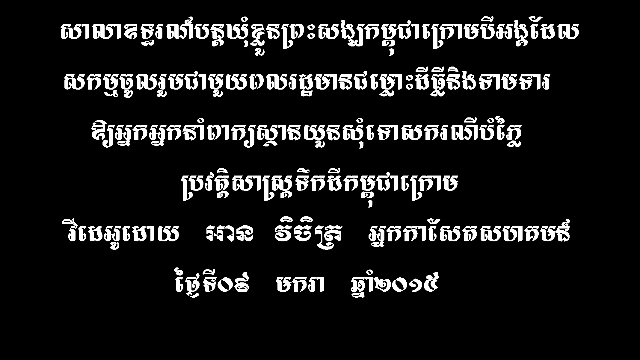 សាលាឧទ្ធរណ៍បន្តឃុំខ្លួនព្រះសង្ឃកម្ពុជាក្រោមបីអង្គដែល
សកម្មចូលរួមជាមួយពលរដ្ឋមានជម្លោះដីធ្លីនិងទាមទារ
ឱ្យអ្នកអ្នកនាំពាក្យស្ថានយួនសុំទោសករណីបំភ្លៃ
ប្រវត្តិសាស្ត្រទឹកដីកម្ពុជាក្រោម
វីដេអូដោយ អាន វិចិត្រ អ្នកកាសែតសហគមន៍
ថ្ងៃទី០៩ មករា ឆ្នាំ២០១៥